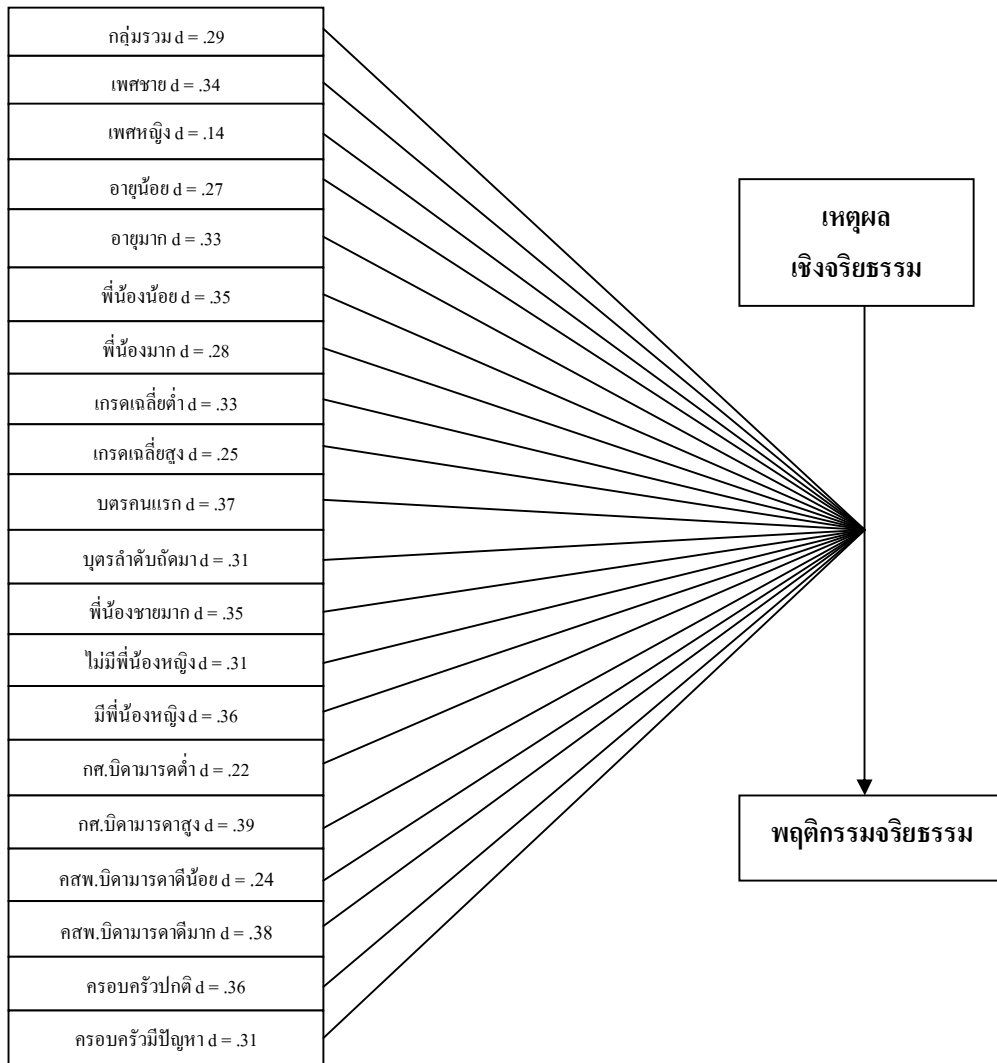 กลุ่มรวม d = .29
เพศชาย d = .34
เพศหญิง d = .14
อายุน้อย d = .27
อายุมาก d = .33
พี่น้องน้อย d = .35
พี่น้องมาก d = .28
เกรดเฉลี่ยต่ำ d = .33
เกรดเฉลี่ยสูง d = .25
บตรคนแรก d = .37
บุตรลำดับถัดมา d = .31
พี่น้องชายมาก d = .35
ไม่มีพี่น้องหญิง d = .31
มีพี่น้องหญิง d = .36
กศ.บิดามารดต่ำ d = .22
กศ.บิดามารดาสูง d = .39
คสพ.บิดามารดาดีน้อย d = .24
คสพ.บิดามารดาดีมาก d = .38
ครอบครัวปกติ d = .36
ครอบครัวมีปัญหา d = .31
เหตุผล
เชิงจริยธรรม
พฤติกรรมจริยธรรม